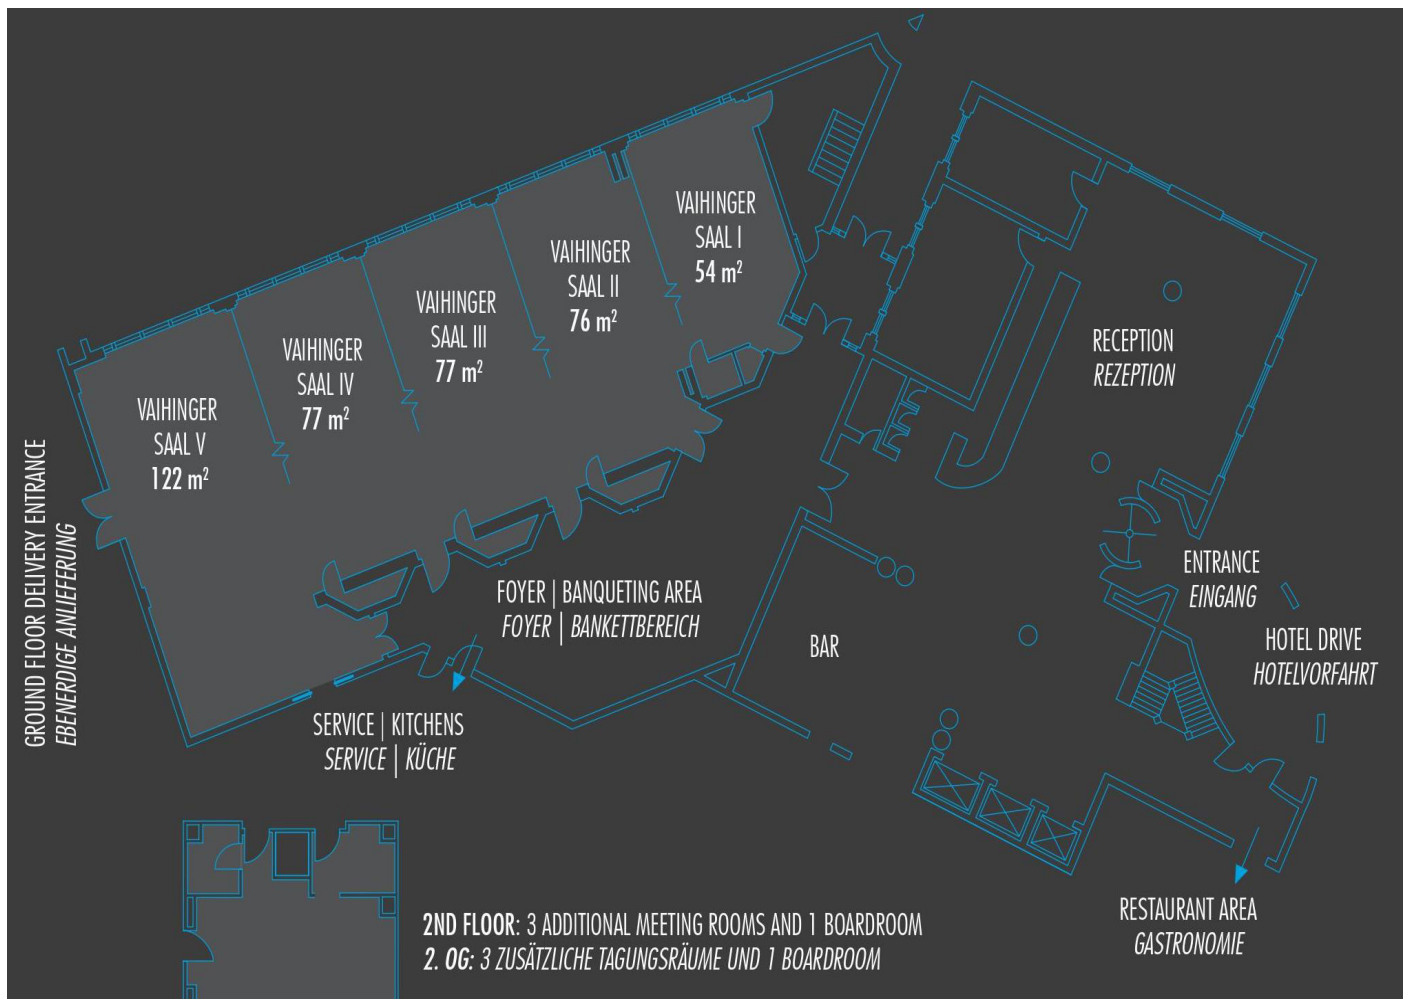 VAIHINGER
SAAL I
54 m²
VAIHINGER
SAAL II
76 m²
VAIHINGER
SAAL III
77 m²
VAIHINGER
SAAL IV
77 m²
VAIHINGER
SAAL V
122 m²
RECEPTION
REZEPTION
GROUND FLOOR DELIVERY ENTRANCE
EBENERDIGE ANLIEFERUNG
ENTRANCE
EINGANG
FOYER | BANQUETING AREA
FOYER | BANKETTBEREICH
BAR
HOTEL DRIVE
HOTELVORFAHRT
SERVICE | KITCHENS
SERVICE | KÜCHE
RESTAURANT AREA
GASTRONOMIE
2ND FLOOR: 3 ADDITIONAL MEETING ROOMS AND 1 BOARDROOM
2. OG: 3 ZUSÄTZLICHE TAGUNGSRÄUME UND 1 BOARDROOM